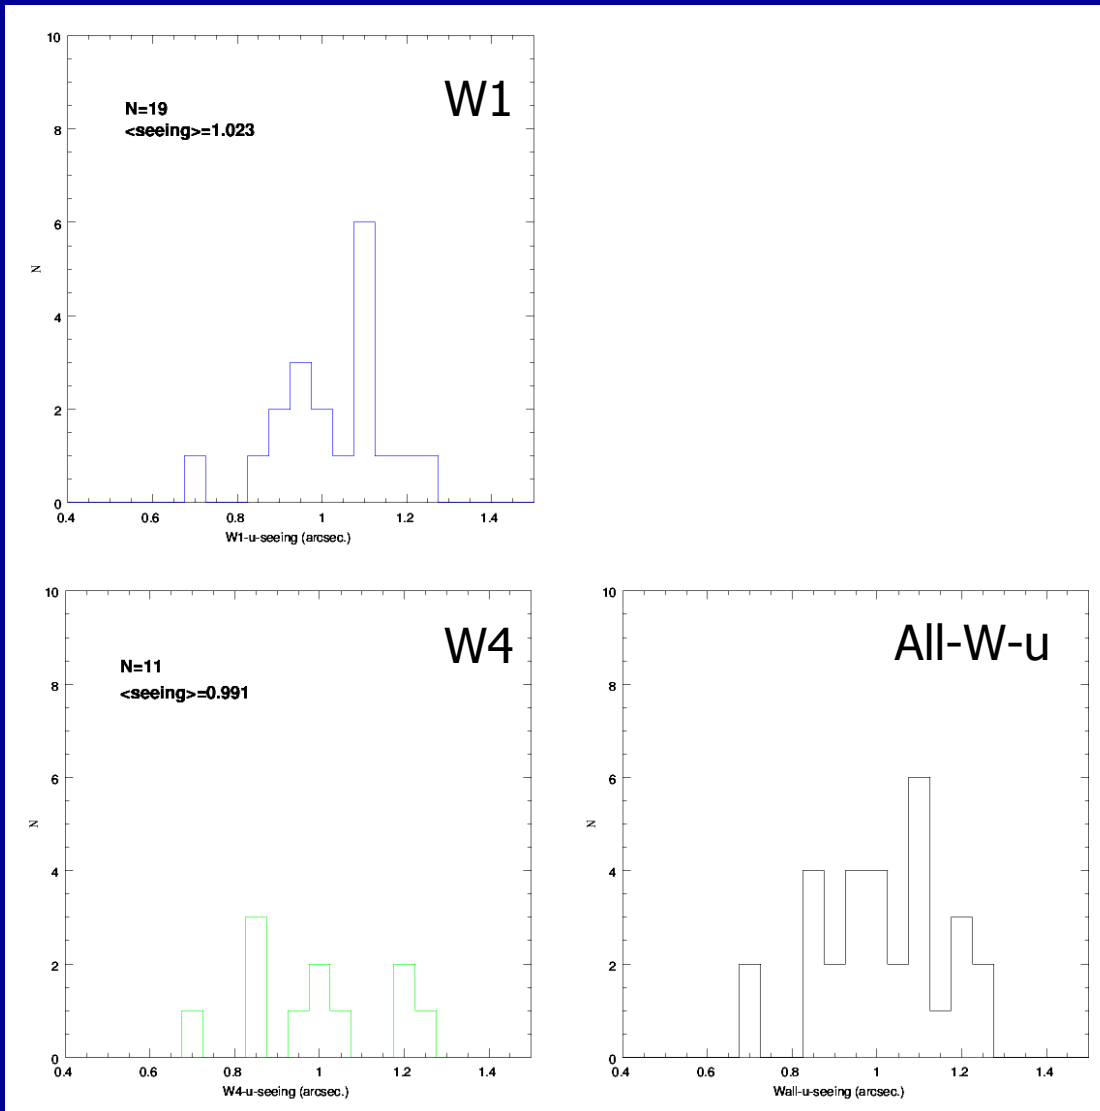 W1
N=19
<seeing>=1.023
10
8
6
4
2
0
N
0.4 0.6 0.8 1 1.2 1.4
W1-u-seeing (arcsec.)
W4
N=11
<seeing>=0.991
10
8
6
4
2
0
N
0.4 0.6 0.8 1 1.2 1.4
W4-u-seeing (arcsec.)
All-W-u
10
8
6
4
2
0
N
0.4 0.6 0.8 1 1.2 1.4
Wall-u-seeing (arcsec.)